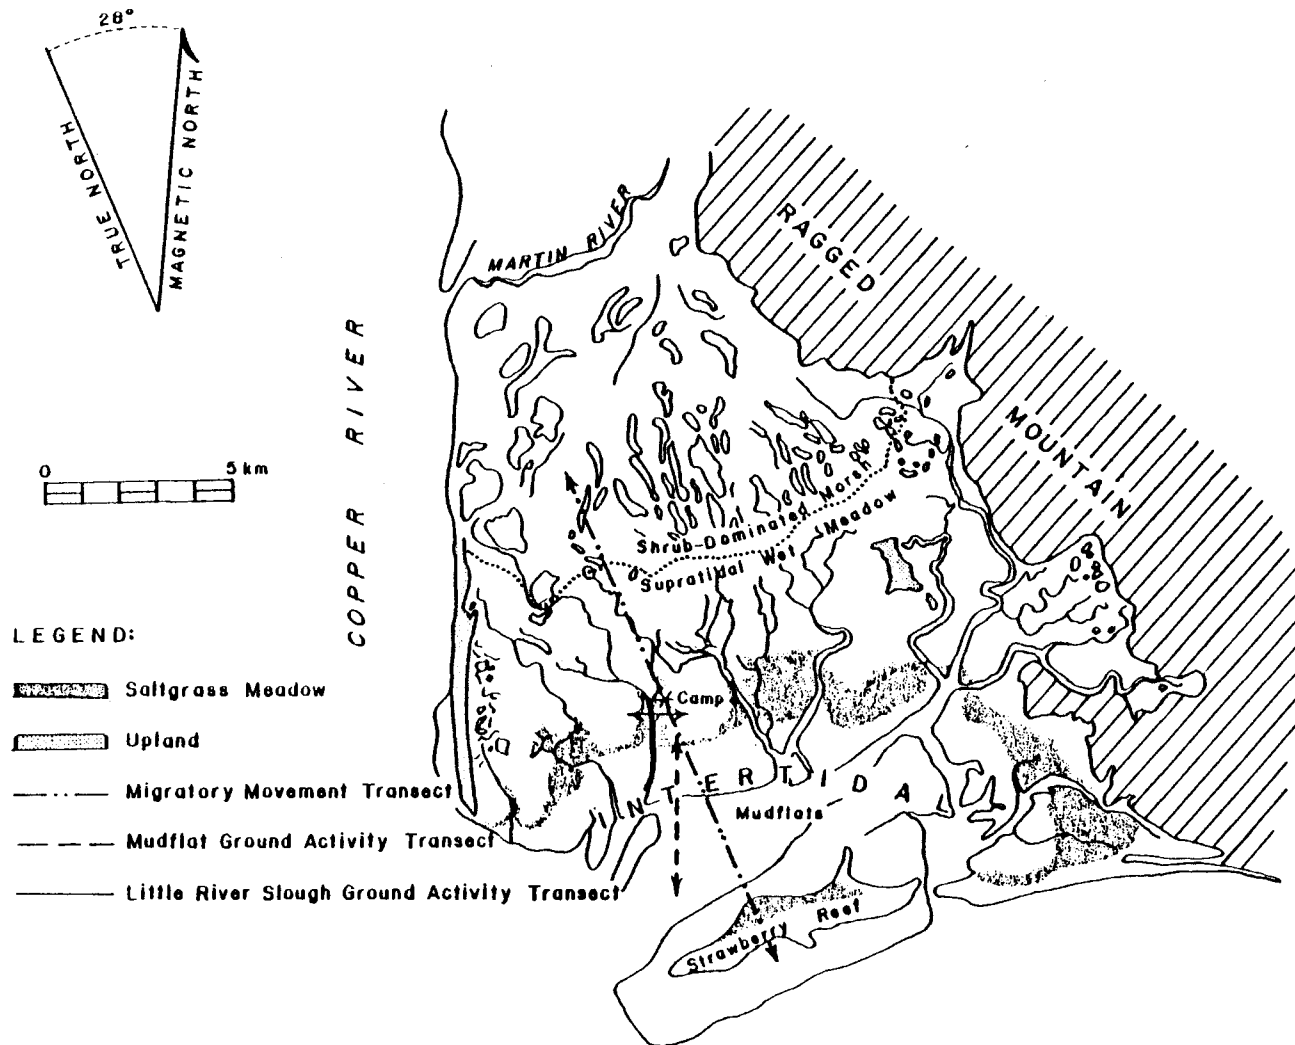 28°
TRUE NORTH
MAGNETIC NORTH
MARTIN RIVER
RAGGED
MOUNTAIN
COPPER RIVER
0 5 km
Shrub-Dominated Marsh
Supratidal Wet Meadow
Camp
INTERTIDA
Mudflats
Strawberry Reef
LEGEND:
Saltgrass Meadow
Upland
Migratory Movement Transect
Mudflat Ground Activity Transect
Little River Slough Ground Activity Transect